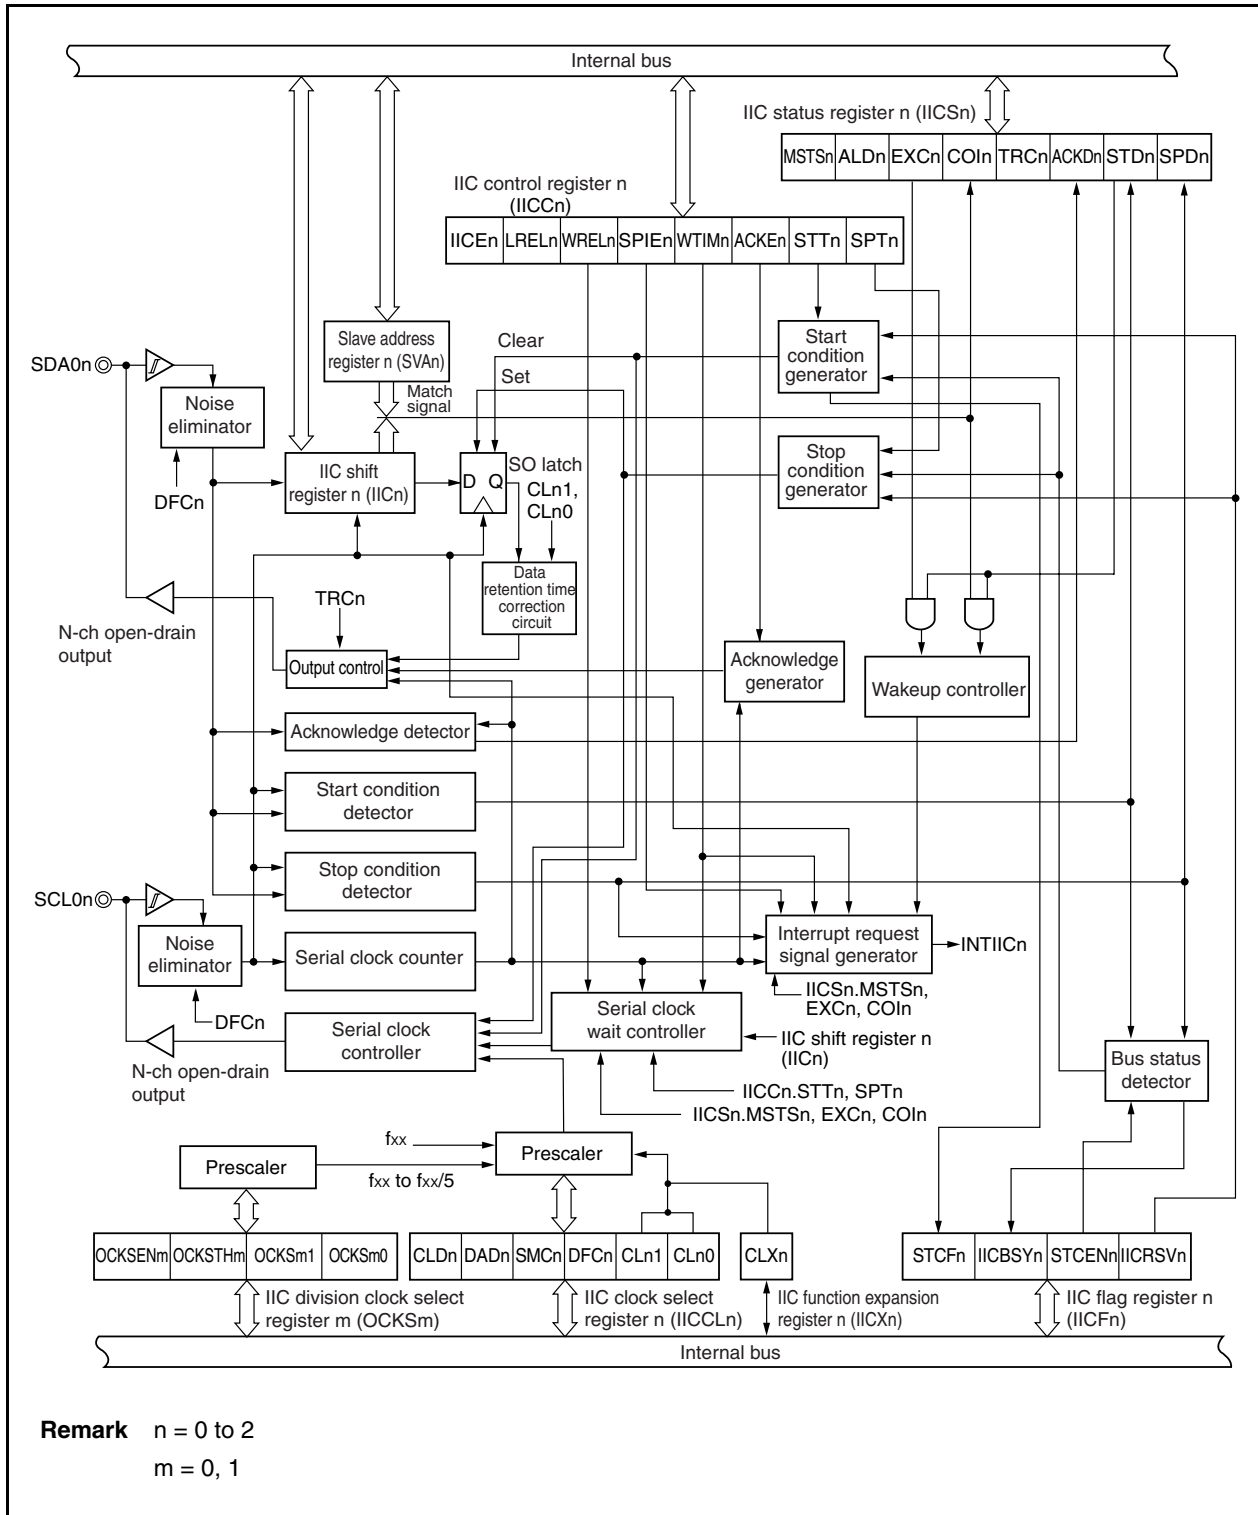 Internal bus
IIC status register n (IICSn)
MSTSn ALDn EXCn COIn TRCn ACKDn STDn SPDn
IIC control register n
(IICCn)
IICEn LRELn WRELn SPIEn WTIMn ACKEn STTn SPTn
Slave address
register n (SVAn)
Clear
Start
condition
generator
SDA0n
Set
Match
signal
Noise
eliminator
DFCn
IIC shift
register n (IICn)
D Q
SO latch
CLn1,
CLn0
Stop
condition
generator
Data
retention time
correction
circuit
TRCn
N-ch open-drain
output
Output control
Acknowledge
generator
Wakeup controller
Acknowledge detector
Start condition
detector
Stop condition
detector
SCL0n
Noise
eliminator
DFCn
Serial clock counter
Interrupt request
signal generator
INTIICn
IICSn.MSTSn,
EXCn, COIn
Serial clock
controller
Serial clock
wait controller
IIC shift register n
(IICn)
N-ch open-drain
output
IICCn.STTn, SPTn
IICSn.MSTSn, EXCn, COIn
Bus status
detector
Prescaler
fxx
fxx to fxx/5
Prescaler
OCKSENm OCKSTHm OCKSm1 OCKSm0
CLDn DADn SMCn DFCn CLn1 CLn0
CLXn
STCFn IICBSYn STCENn IICRSVn
IIC division clock select
register m (OCKSm)
IIC clock select
register n (IICCLn)
IIC function expansion
register n (IICXn)
IIC flag register n
(IICFn)
Internal bus
Remark n = 0 to 2
m = 0, 1